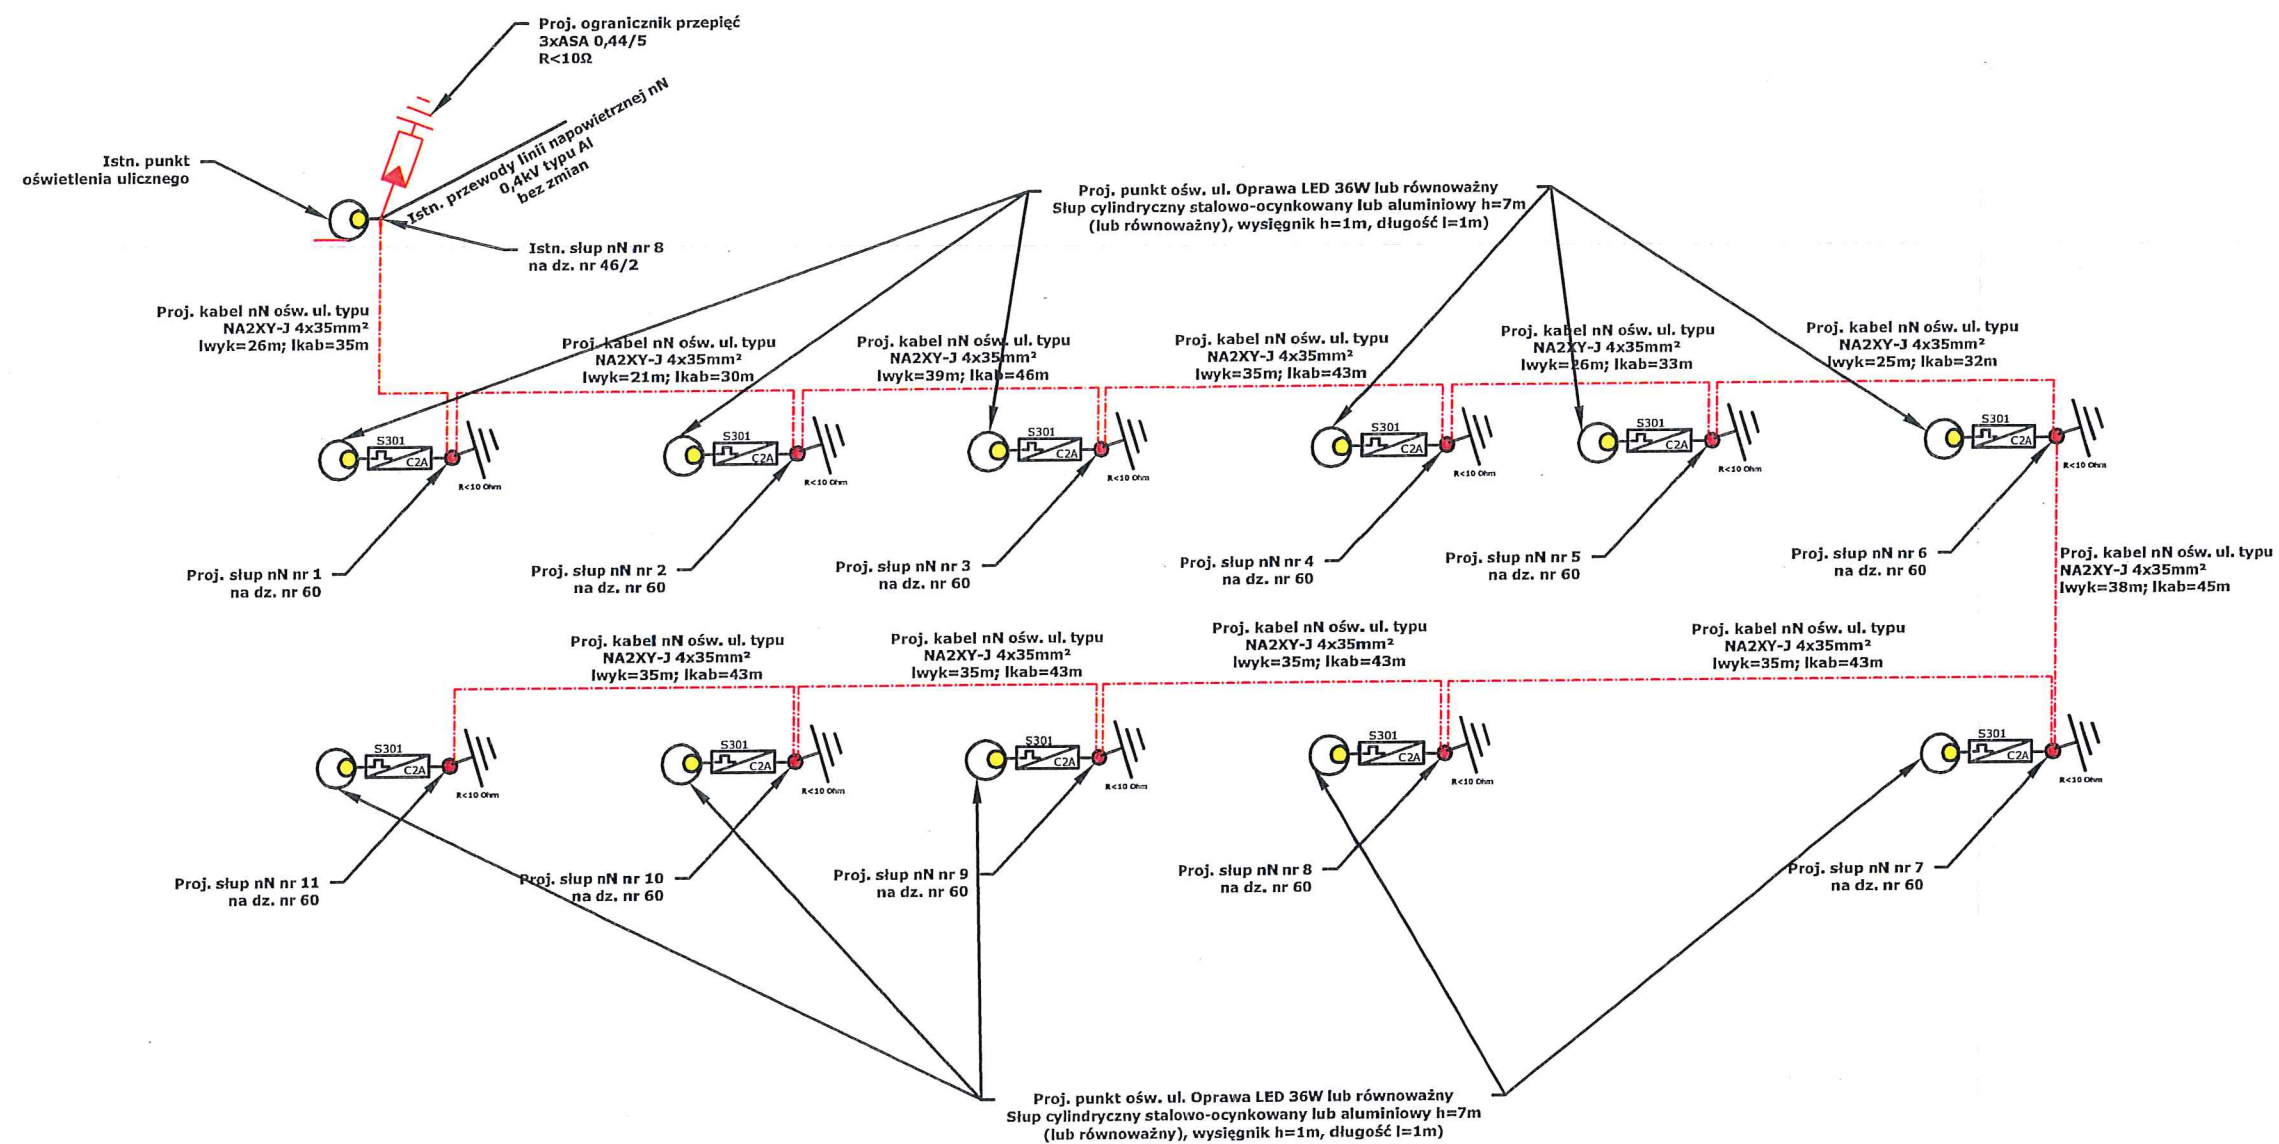 Proj. ogranicznik przepięć
3xASA 0,44/5
R<10Ω
Istn. przewody linii napowietrznej nN
0,4kV typu Al
bez zmian
Istn. punkt
oświetlenia ulicznego
Istn. słup nN nr 8
na dz. nr 46/2
Proj. punkt ośw. ul. Oprawa LED 36W lub równoważny
Słup cylindryczny stalowo-ocynkowany lub aluminiowy h=7m
(lub równoważny), wysięgnik h=1m, długość l=1m)
Proj. kabel nN ośw. ul. typu
NA2XY-J 4x35mm²
lwyk=26m; lkab=35m
Proj. kabel nN ośw. ul. typu
NA2XY-J 4x35mm²
lwyk=21m; lkab=30m
Proj. kabel nN ośw. ul. typu
NA2XY-J 4x35mm²
lwyk=39m; lkab=46m
Proj. kabel nN ośw. ul. typu
NA2XY-J 4x35mm²
lwyk=35m; lkab=43m
Proj. kabel nN ośw. ul. typu
NA2XY-J 4x35mm²
lwyk=26m; lkab=33m
Proj. kabel nN ośw. ul. typu
NA2XY-J 4x35mm²
lwyk=25m; lkab=32m
S301
C2A
R<10 Ohm
S301
C2A
R<10 Ohm
S301
C2A
R<10 Ohm
S301
C2A
R<10 Ohm
S301
C2A
R<10 Ohm
S301
C2A
R<10 Ohm
Proj. słup nN nr 1
na dz. nr 60
Proj. słup nN nr 2
na dz. nr 60
Proj. słup nN nr 3
na dz. nr 60
Proj. słup nN nr 4
na dz. nr 60
Proj. słup nN nr 5
na dz. nr 60
Proj. słup nN nr 6
na dz. nr 60
Proj. kabel nN ośw. ul. typu
NA2XY-J 4x35mm²
lwyk=38m; lkab=45m
Proj. kabel nN ośw. ul. typu
NA2XY-J 4x35mm²
lwyk=35m; lkab=43m
Proj. kabel nN ośw. ul. typu
NA2XY-J 4x35mm²
lwyk=35m; lkab=43m
Proj. kabel nN ośw. ul. typu
NA2XY-J 4x35mm²
lwyk=35m; lkab=43m
Proj. kabel nN ośw. ul. typu
NA2XY-J 4x35mm²
lwyk=35m; lkab=43m
S301
C2A
R<10 Ohm
S301
C2A
R<10 Ohm
S301
C2A
R<10 Ohm
S301
C2A
R<10 Ohm
S301
C2A
R<10 Ohm
Proj. słup nN nr 11
na dz. nr 60
Proj. słup nN nr 10
na dz. nr 60
Proj. słup nN nr 9
na dz. nr 60
Proj. słup nN nr 8
na dz. nr 60
Proj. słup nN nr 7
na dz. nr 60
Proj. punkt ośw. ul. Oprawa LED 36W lub równoważny
Słup cylindryczny stalowo-ocynkowany lub aluminiowy h=7m
(lub równoważny), wysięgnik h=1m, długość l=1m)